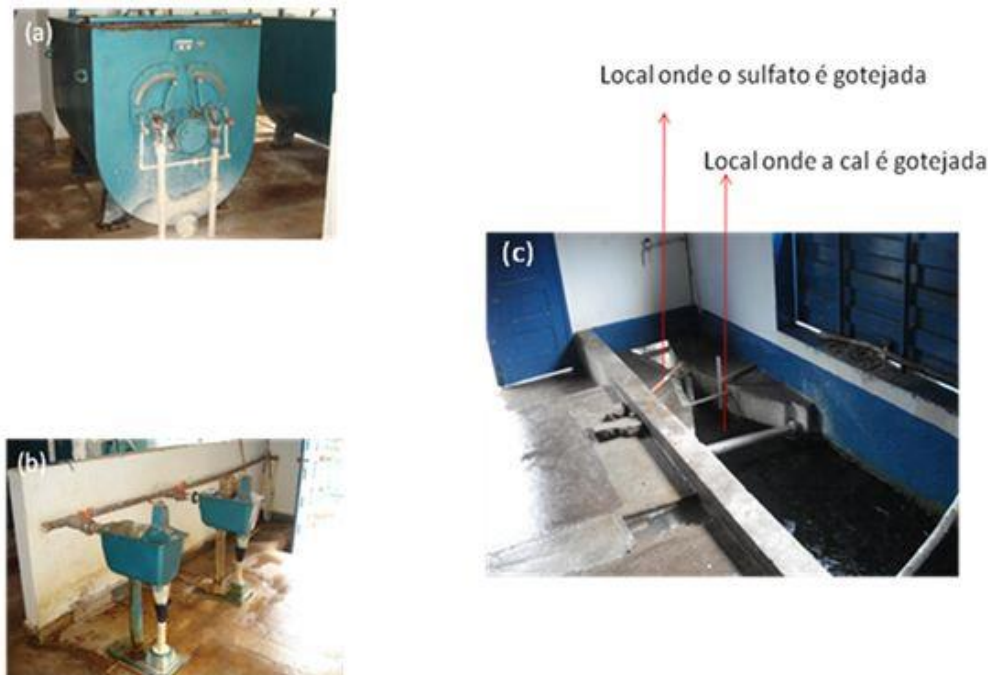 (a)
Local onde o sulfato é gotejada
Local onde a cal é gotejada
(c)
(b)